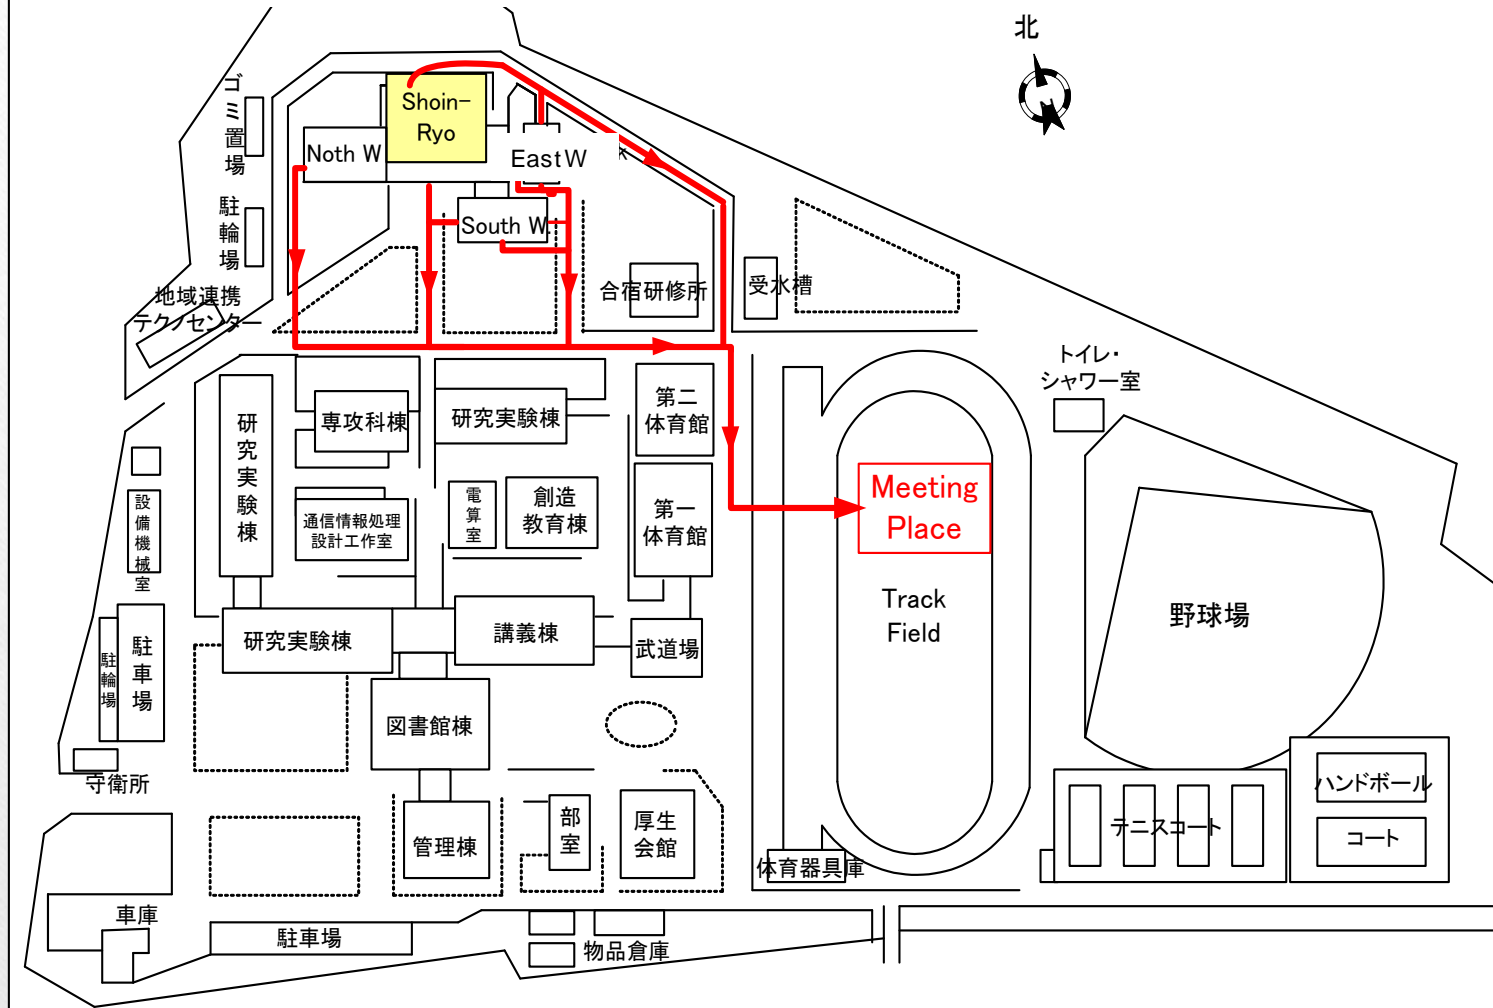 北
ゴミ置場
Shoin-
Ryo
Noth W
East W
駐輪場
South W.
地域連携
テクノセンター
合宿研修所
受水槽
トイレ・
シャワー室
研究実験棟
専攻科棟
研究実験棟
第二
体育館
設備機械室
通信情報処理
設計工作室
電算室
創造
教育棟
第一
体育館
Meeting
Place
Track
Field
野球場
駐輪場
駐車場
研究実験棟
講義棟
武道場
図書館棟
守衛所
管理棟
部室
厚生
会館
体育器具庫
テニスコート
ハンドボール
コート
車庫
駐車場
物品倉庫